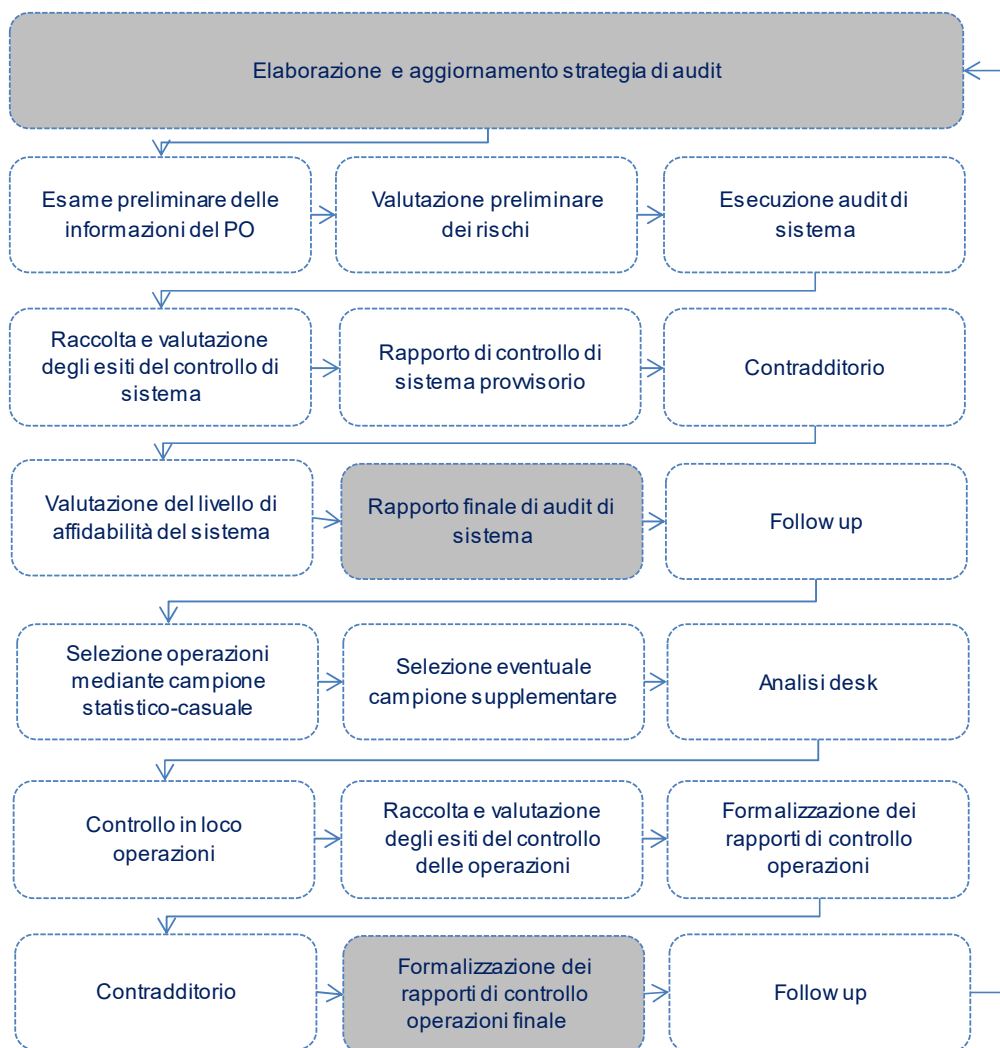 Elaborazione e aggiornamento strategia di audit
Esame preliminare delle
informazioni del PO
Valutazione preliminare
dei rischi
Esecuzione audit di
sistema
Raccolta e valutazione
degli esiti del controllo di
sistema
Rapporto di controllo di
sistema provvisorio
Contradditorio
Valutazione del livello di
affidabilità del sistema
Rapporto finale di audit di
sistema
Follow up
Selezione operazioni
mediante campione
statistico-casuale
Selezione eventuale
campione supplementare
Analisi desk
Controllo in loco
operazioni
Raccolta e valutazione
degli esiti del controllo
delle operazioni
Formalizzazione dei
rapporti di controllo
operazioni
Contradditorio
Formalizzazione dei
rapporti di controllo
operazioni finale
Follow up